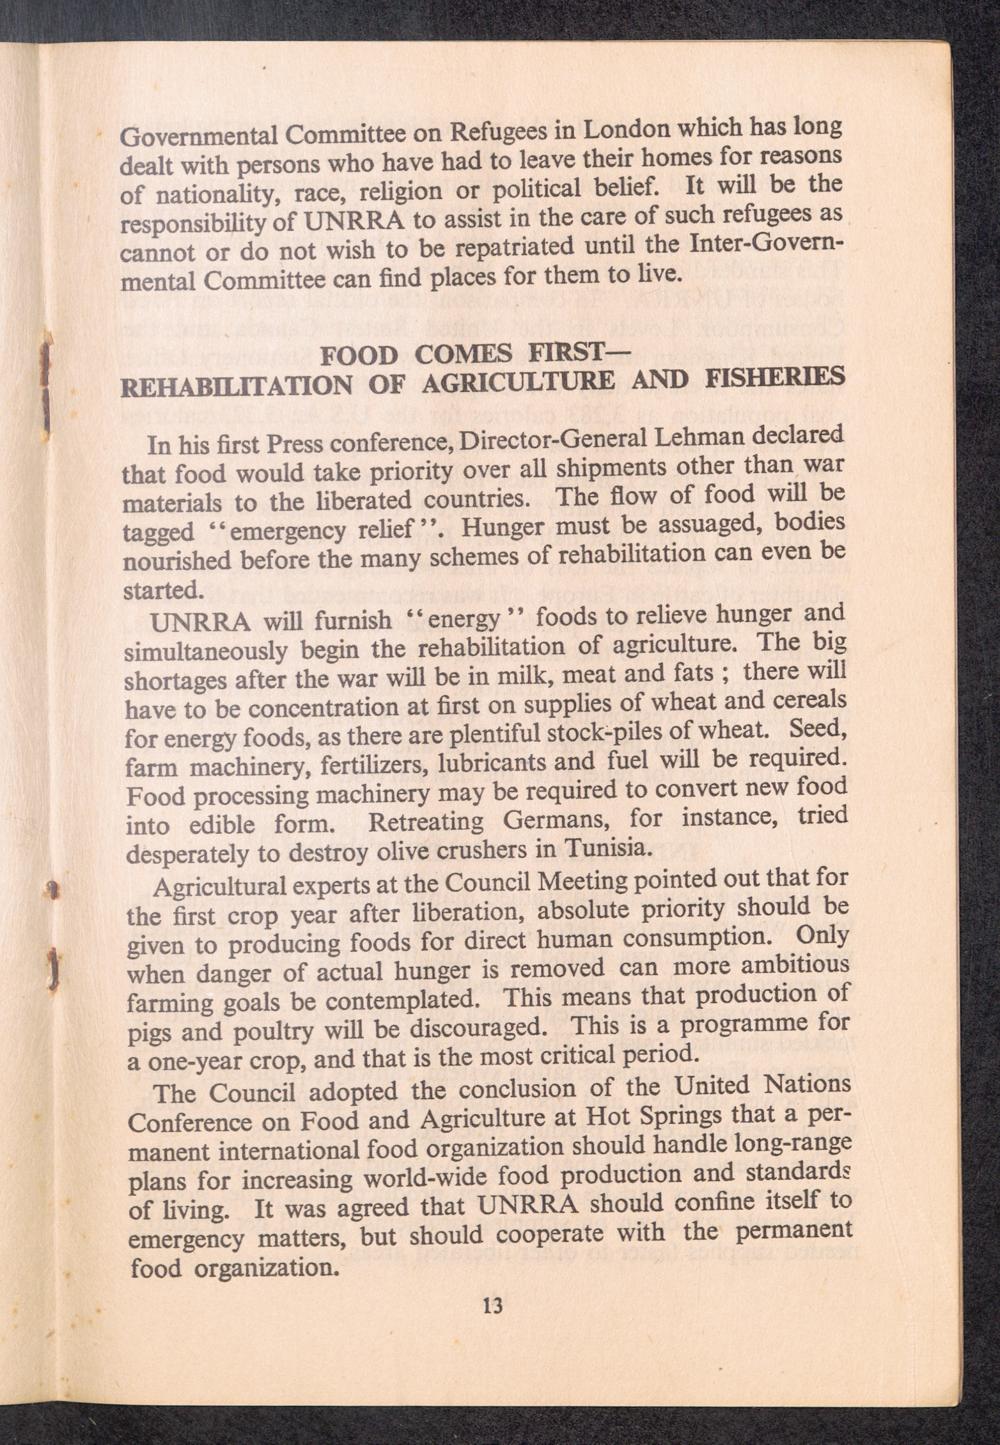 Governmental Committee on Refugees in London which has long
dealt with persons who have had to leave their homes for reasons
of nationality, race, religion or political belief. It will be the
responsibility of UNRRA to assist in the care of such refugees as
cannot or do not wish to be repatriated until the Inter-Govern-
mental Committee can find places for them to live.
FOOD COMES FIRST—
REHABILITATION OF AGRICULTURE AND FISHERIES
In his first Press conference, Director-General Lehman declared
that food would take priority over all shipments other than war
materials to the liberated countries. The flow of food will be
tagged “emergency relief”. Hunger must be assuaged, bodies
nourished before the many schemes of rehabilitation can even be
started.
UNRRA will furnish “energy” foods to relieve hunger and
simultaneously begin the rehabilitation of agriculture. The big
shortages after the war will be in milk, meat and fats ; there will
have to be concentration at first on supplies of wheat and cereals
for energy foods, as there are plentiful stock-piles of wheat. Seed,
farm machinery, fertilizers, lubricants and fuel will be required.
Food processing machinery may be required to convert new food
into edible form. Retreating Germans, for instance, tried
desperately to destroy olive crushers in Tunisia.
Agricultural experts at the Council Meeting pointed out that for
the first crop year after liberation, absolute priority should be
given to producing foods for direct human consumption. Only
when danger of actual hunger is removed can more ambitious
farming goals be contemplated. This means that production of
pigs and poultry will be discouraged. This is a programme for
a one-year crop, and that is the most critical period.
The Council adopted the conclusion of the United Nations
Conference on Food and Agriculture at Hot Springs that a per-
manent international food organization should handle long-range
plans for increasing world-wide food production and standards
of living. It was agreed that UNRRA should confine itself to
emergency matters, but should cooperate with the permanent
food organization.
13